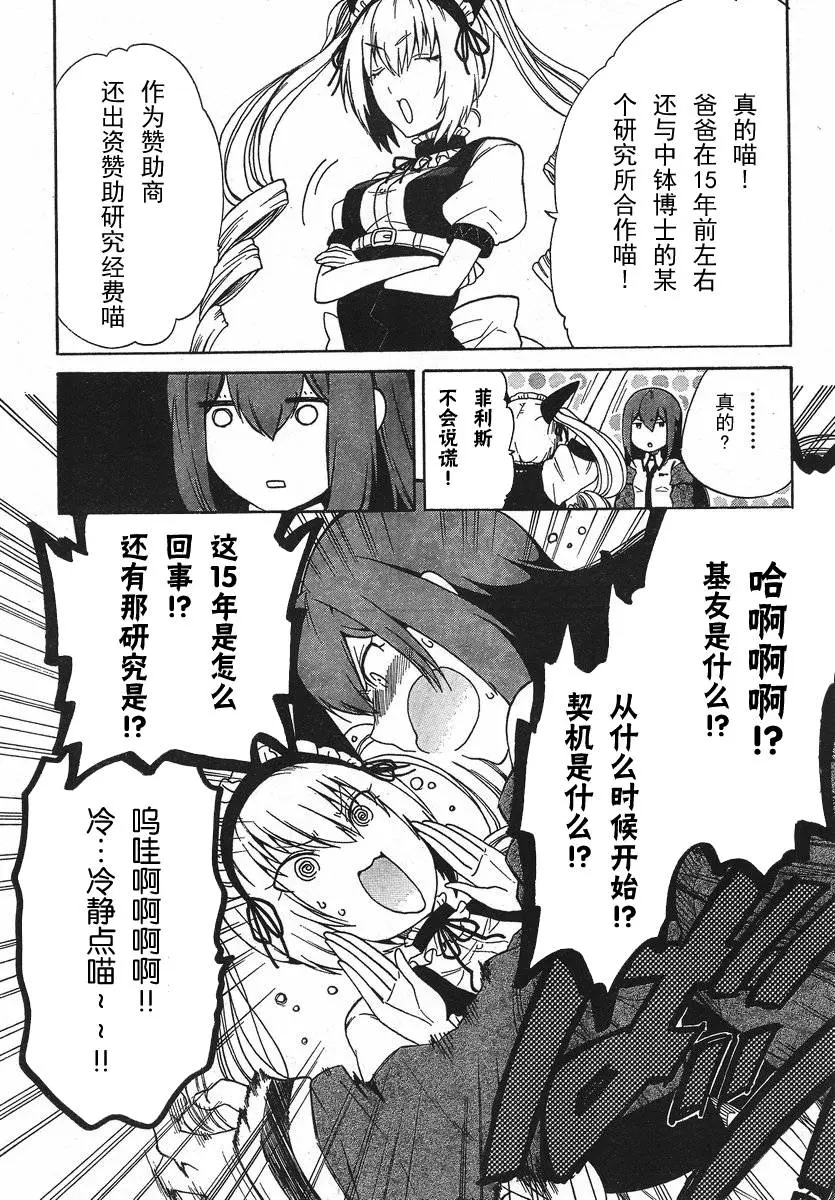 真的喵！
爸爸在15年前左右
还与中钵博士的某
个研究所合作喵！
作为赞助商
还出资赞助研究经费喵
………
真的？
菲利斯
不会说谎！
哈啊啊啊!?
基友是什么!?
从什么时候开始!?
契机是什么!?
这15年是怎么
回事!?
还有那研究是!?
呜哇啊啊啊啊!!
冷…冷静点喵~~!!